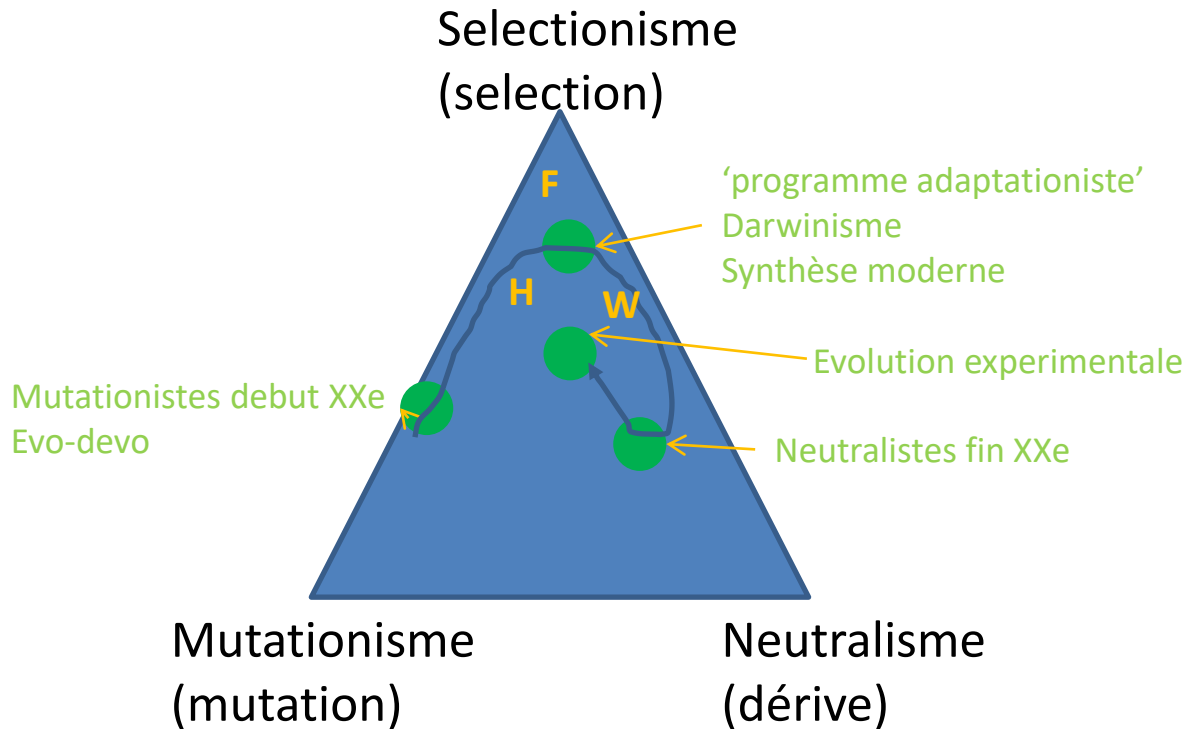 Selectionisme
(selection)
F
‘programme adaptationiste’
Darwinisme
Synthèse moderne
H
W
Evolution experimentale
Mutationistes debut XXe
Evo-devo
Neutralistes fin XXe
Mutationisme
(mutation)
Neutralisme
(dérive)